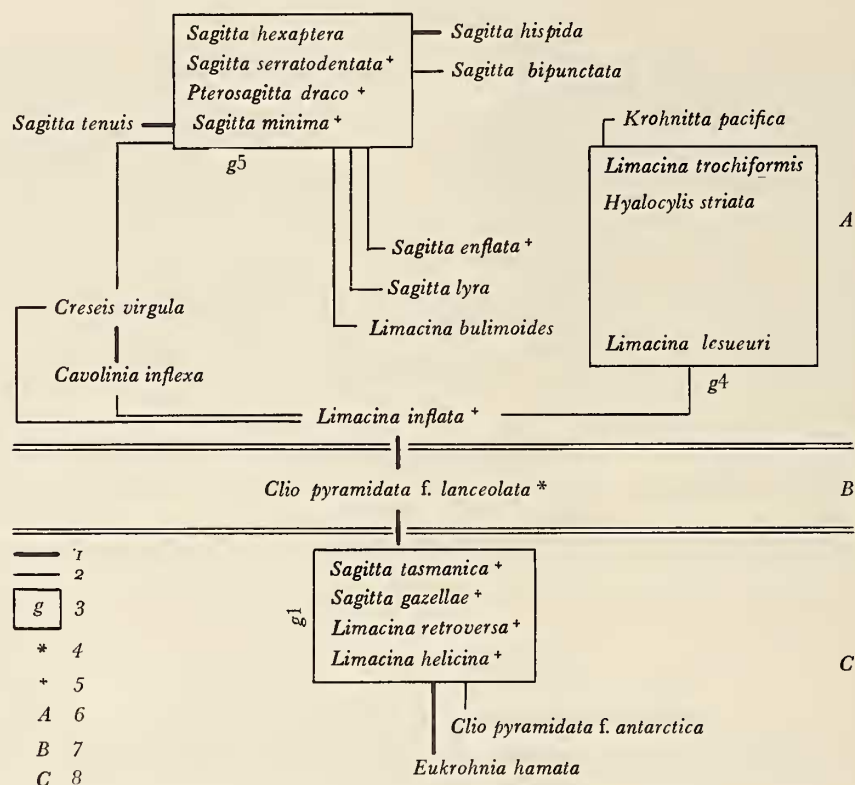 Sagitta hexaptera
Sagitta serratodentata +
Pterosagitta draco +
Sagitta minima +
g5
Sagitta hispida
Sagitta bipunctata
Sagitta tenuis
Krohnitta pacifica
Limacina trochiformis
Hyalocylis striata
Limacina lesueuri
g4
A
Sagitta enflata +
Sagitta lyra
Limacina bulimoides
Creseis virgula
Cavolinia inflexa
Limacina inflata +
Clio pyramidata f. lanceolata *
B
Sagitta tasmanica +
Sagitta gazellae +
Limacina retroversa +
Limacina helicina +
g1
C
Clio pyramidata f. antarctica
Eukrohnia hamata
1
2
g 3
* 4
+ 5
A 6
B 7
C 8